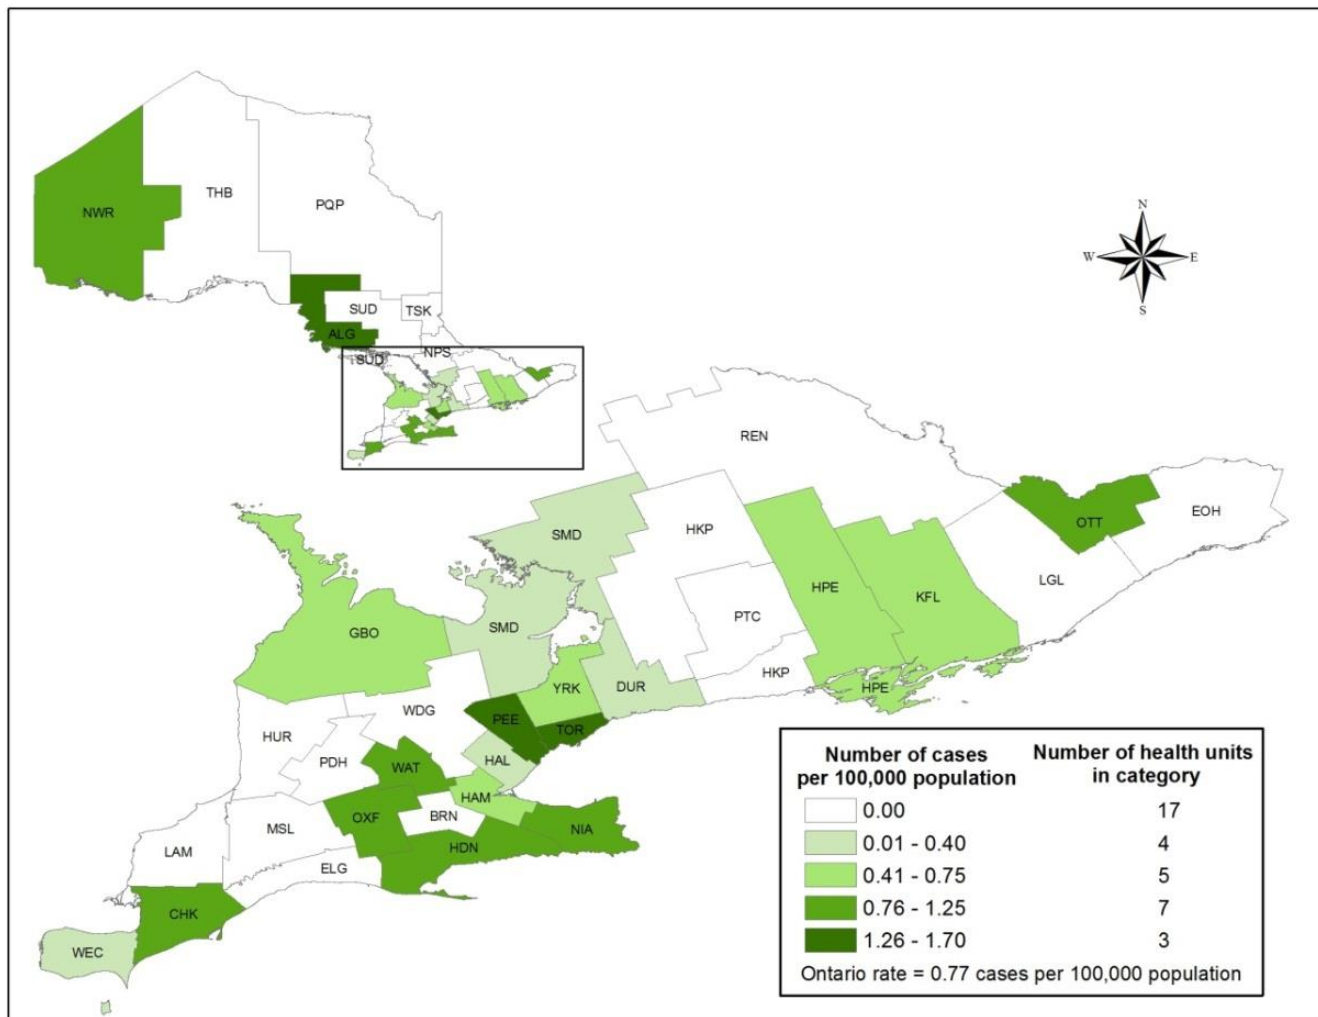 THB
NWR
PQP
N
W
E
S
SUD
TSK
ALG
NPS
SUD
REN
SMD
HKP
OTT
EOH
HPE
KFL
LGL
GBO
SMD
PTC
HKP
YRK
DUR
HPE
WDG
PEE
TOR
HUR
PDH
WAT
HAL
HAM
OXF
BRN
MSL
NIA
LAM
HDN
ELG
CHK
WEC
Number of cases per 100,000 population
Number of health units in category
0.00 17
0.01 - 0.40 4
0.41 - 0.75 5
0.76 - 1.25 7
1.26 - 1.70 3
Ontario rate = 0.77 cases per 100,000 population